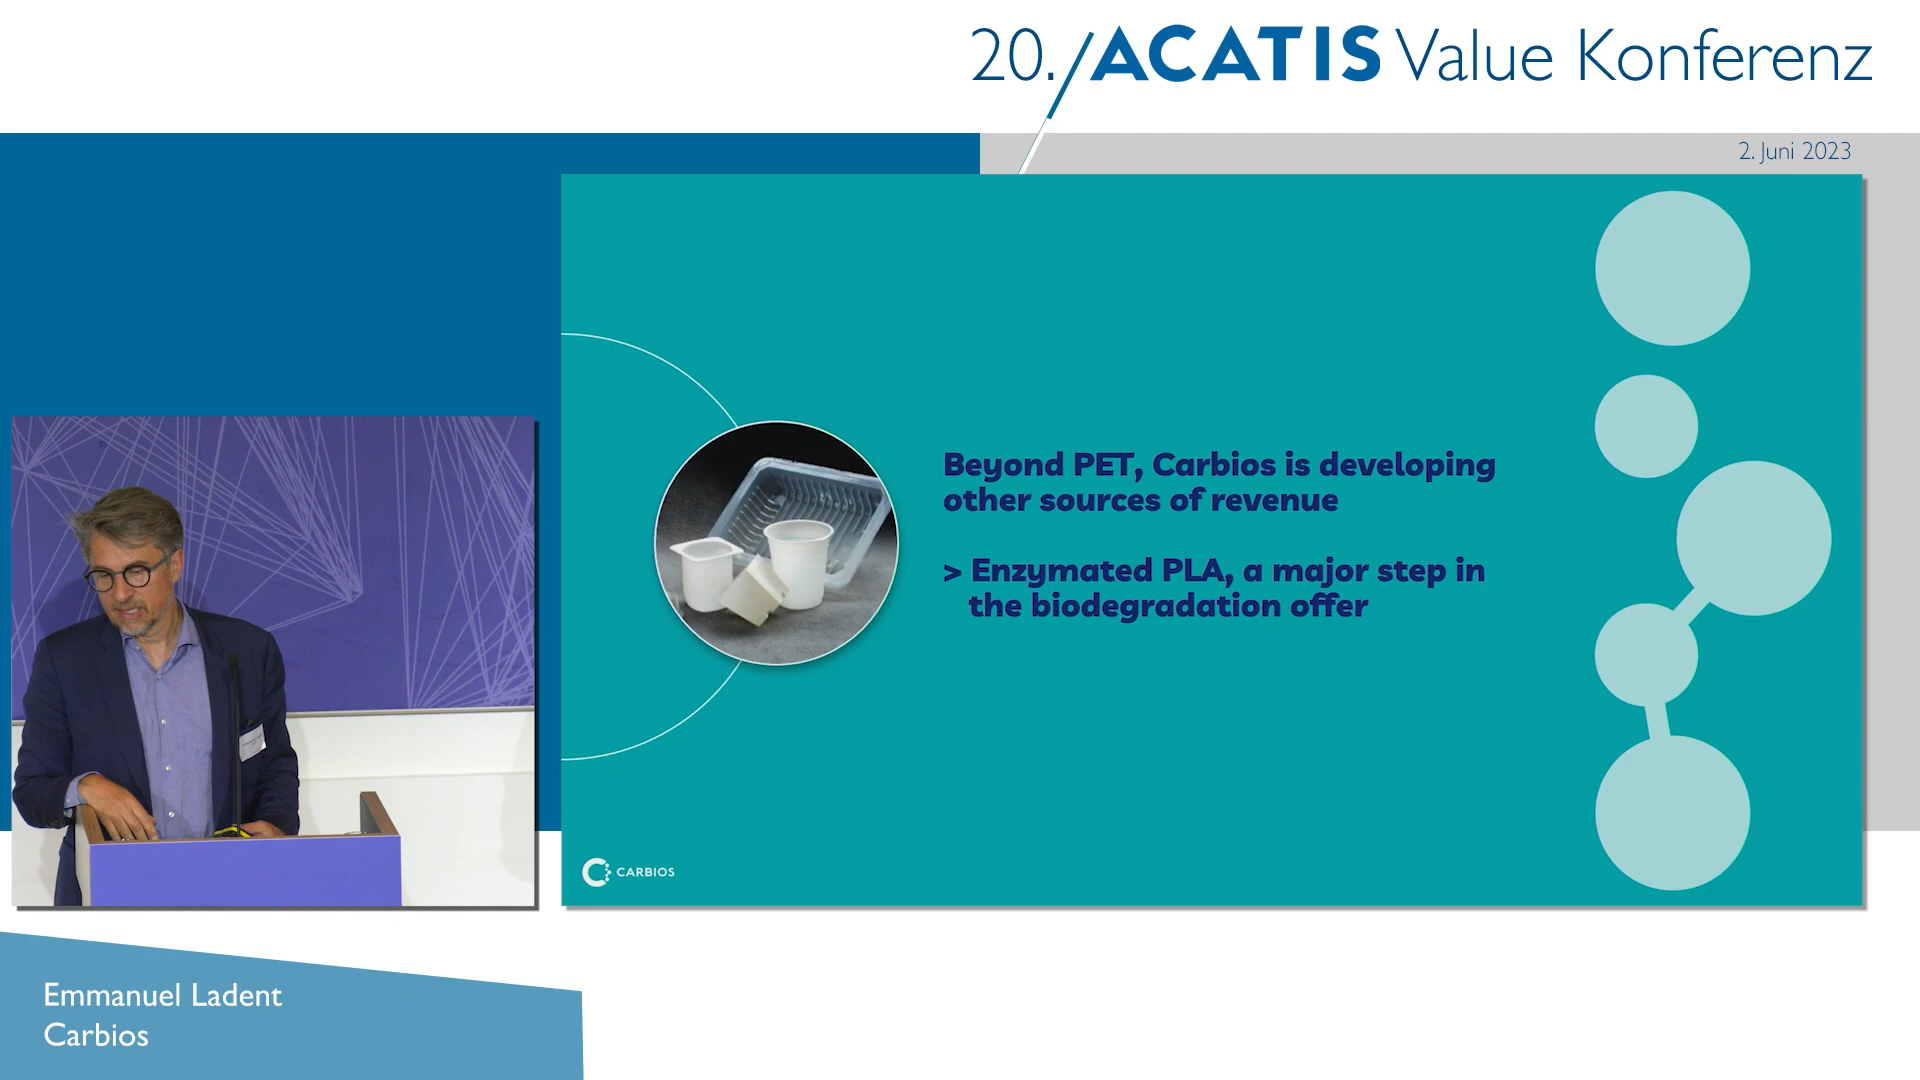 20. ACATIS Value Konferenz
2. Juni 2023
Beyond PET, Carbios is developing
other sources of revenue
> Enzymated PLA, a major step in
the biodegradation offer
CARBIOS
Emmanuel Ladent
Carbios